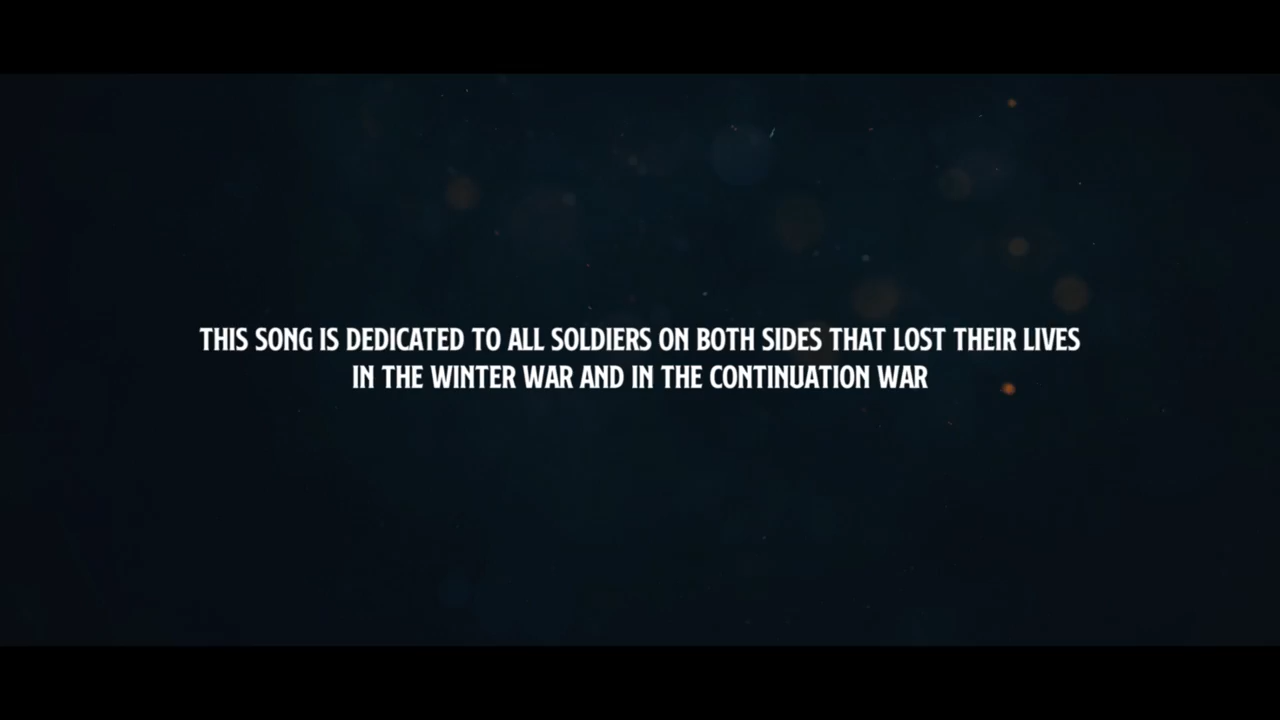 THIS SONG IS DEDICATED TO ALL SOLDIERS ON BOTH SIDES THAT LOST THEIR LIVES
IN THE WINTER WAR AND IN THE CONTINUATION WAR